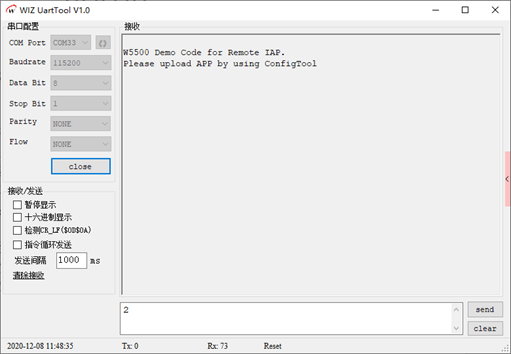 WIZ UartTool V1.0
串口配置
COM Port COM33
Baudrate 115200
Data Bit 8
Stop Bit 1
Parity NONE
Flow NONE
close
接收/发送
暂停显示
十六进制显示
检测CR_LF($0D$0A)
指令循环发送
发送间隔 1000 ms
清除接收
接收
W5500 Demo Code for Remote IAP.
Please upload APP by using ConfigTool
2
send
clear
2020-12-08 11:48:35 Tx: 0 Rx: 73 Reset